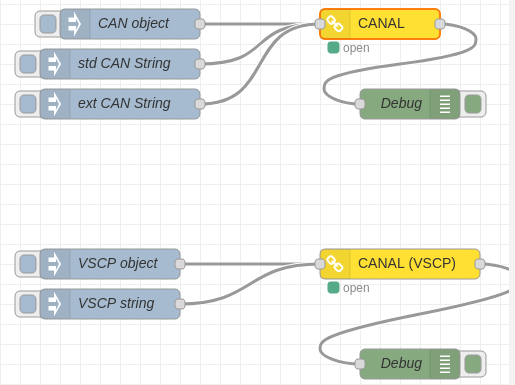 CAN object
CANAL
std CAN String
open
ext CAN String
Debug
VSCP object
CANAL (VSCP)
VSCP string
open
Debug